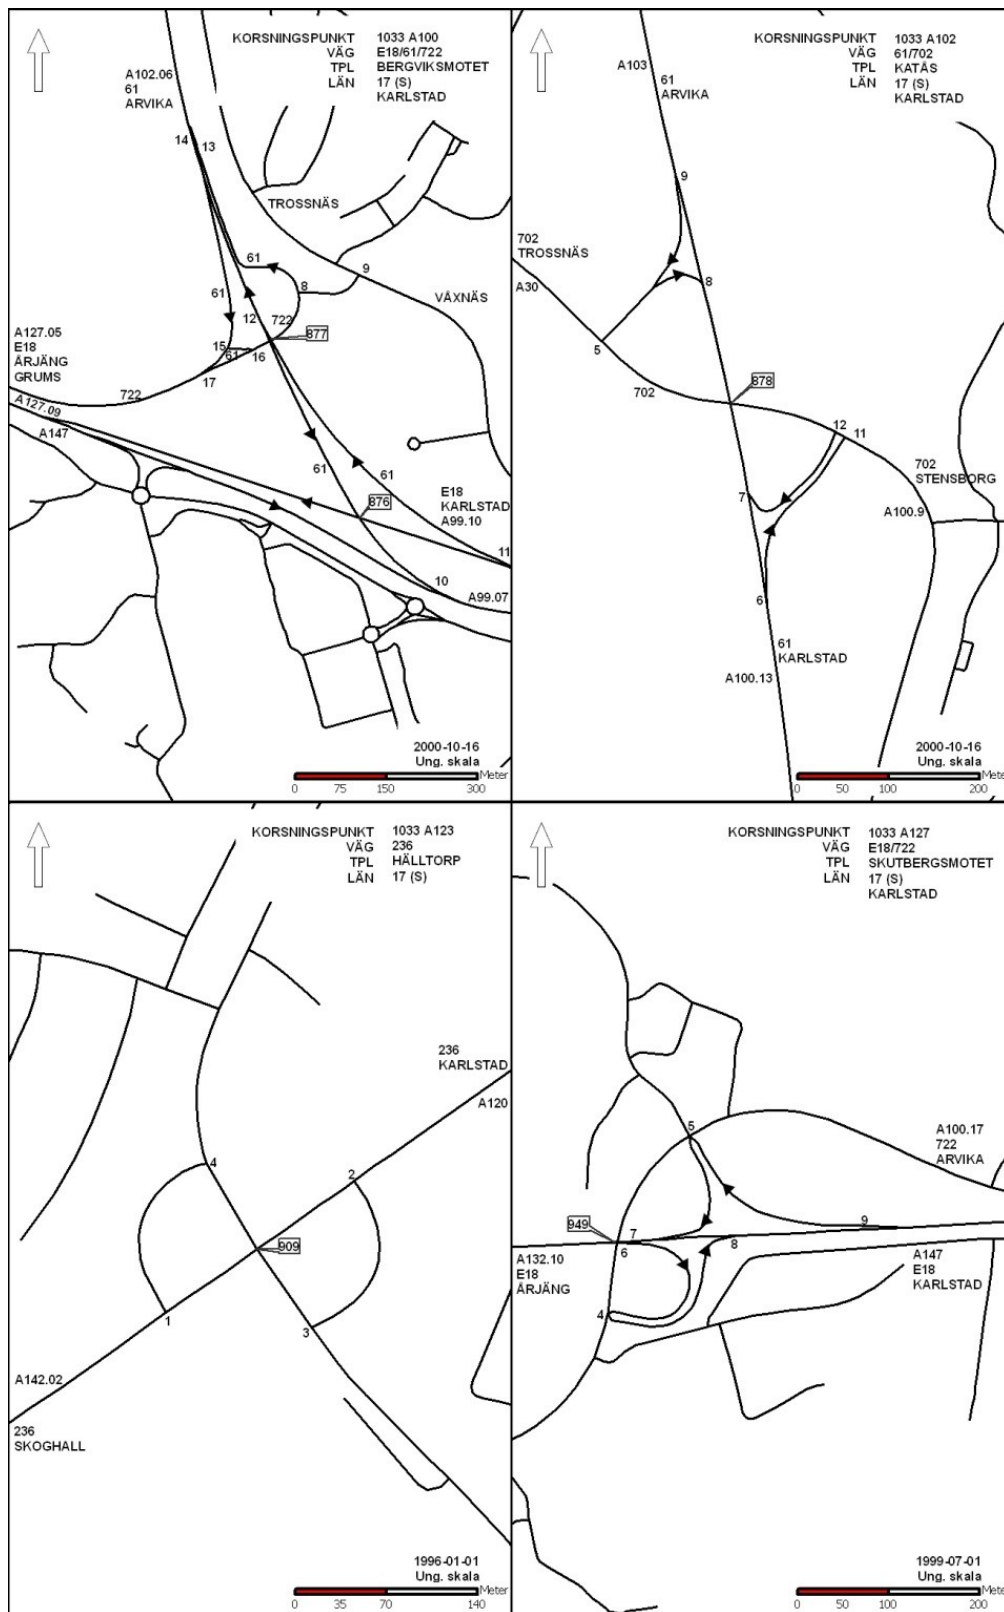 KORSNINGSPUNKT 1033 A100
VÄG E18/61/722
TPL BERGVIKSMOTET
LÄN 17 (S)
KARLSTAD
A102.06
61
ARVIKA
14
13
TROSSNÄS
61
9
8
VÄXNÄS
61
12
722
877
A127.05
E18
ÅRJÄNG
GRUMS
15
61
16
17
722
A127.09
A147
61
61
876
E18
KARLSTAD
A99.10
11
10
A99.07
2000-10-16
Ung. skala
Meter
0 75 150 300
KORSNINGSPUNKT 1033 A102
VÄG 61/702
TPL KATÅS
LÄN 17 (S)
KARLSTAD
A103
61
ARVIKA
9
702
TROSSNÄS
A30
8
5
702
878
12
11
702
STENSBORG
A100.9
7
6
61
KARLSTAD
A100.13
2000-10-16
Ung. skala
Meter
0 50 100 200
KORSNINGSPUNKT 1033 A123
VÄG 236
TPL HÄLLTORP
LÄN 17 (S)
236
KARLSTAD
A120
4
2
909
1
3
A142.02
236
SKOGHALL
1996-01-01
Ung. skala
Meter
0 35 70 140
KORSNINGSPUNKT 1033 A127
VÄG E18/722
TPL SKUTBERGSMOTET
LÄN 17 (S)
KARLSTAD
5
A100.17
722
ARVIKA
949
7
9
6
8
A132.10
E18
ÅRJÄNG
A147
E18
KARLSTAD
4
1999-07-01
Ung. skala
Meter
0 50 100 200